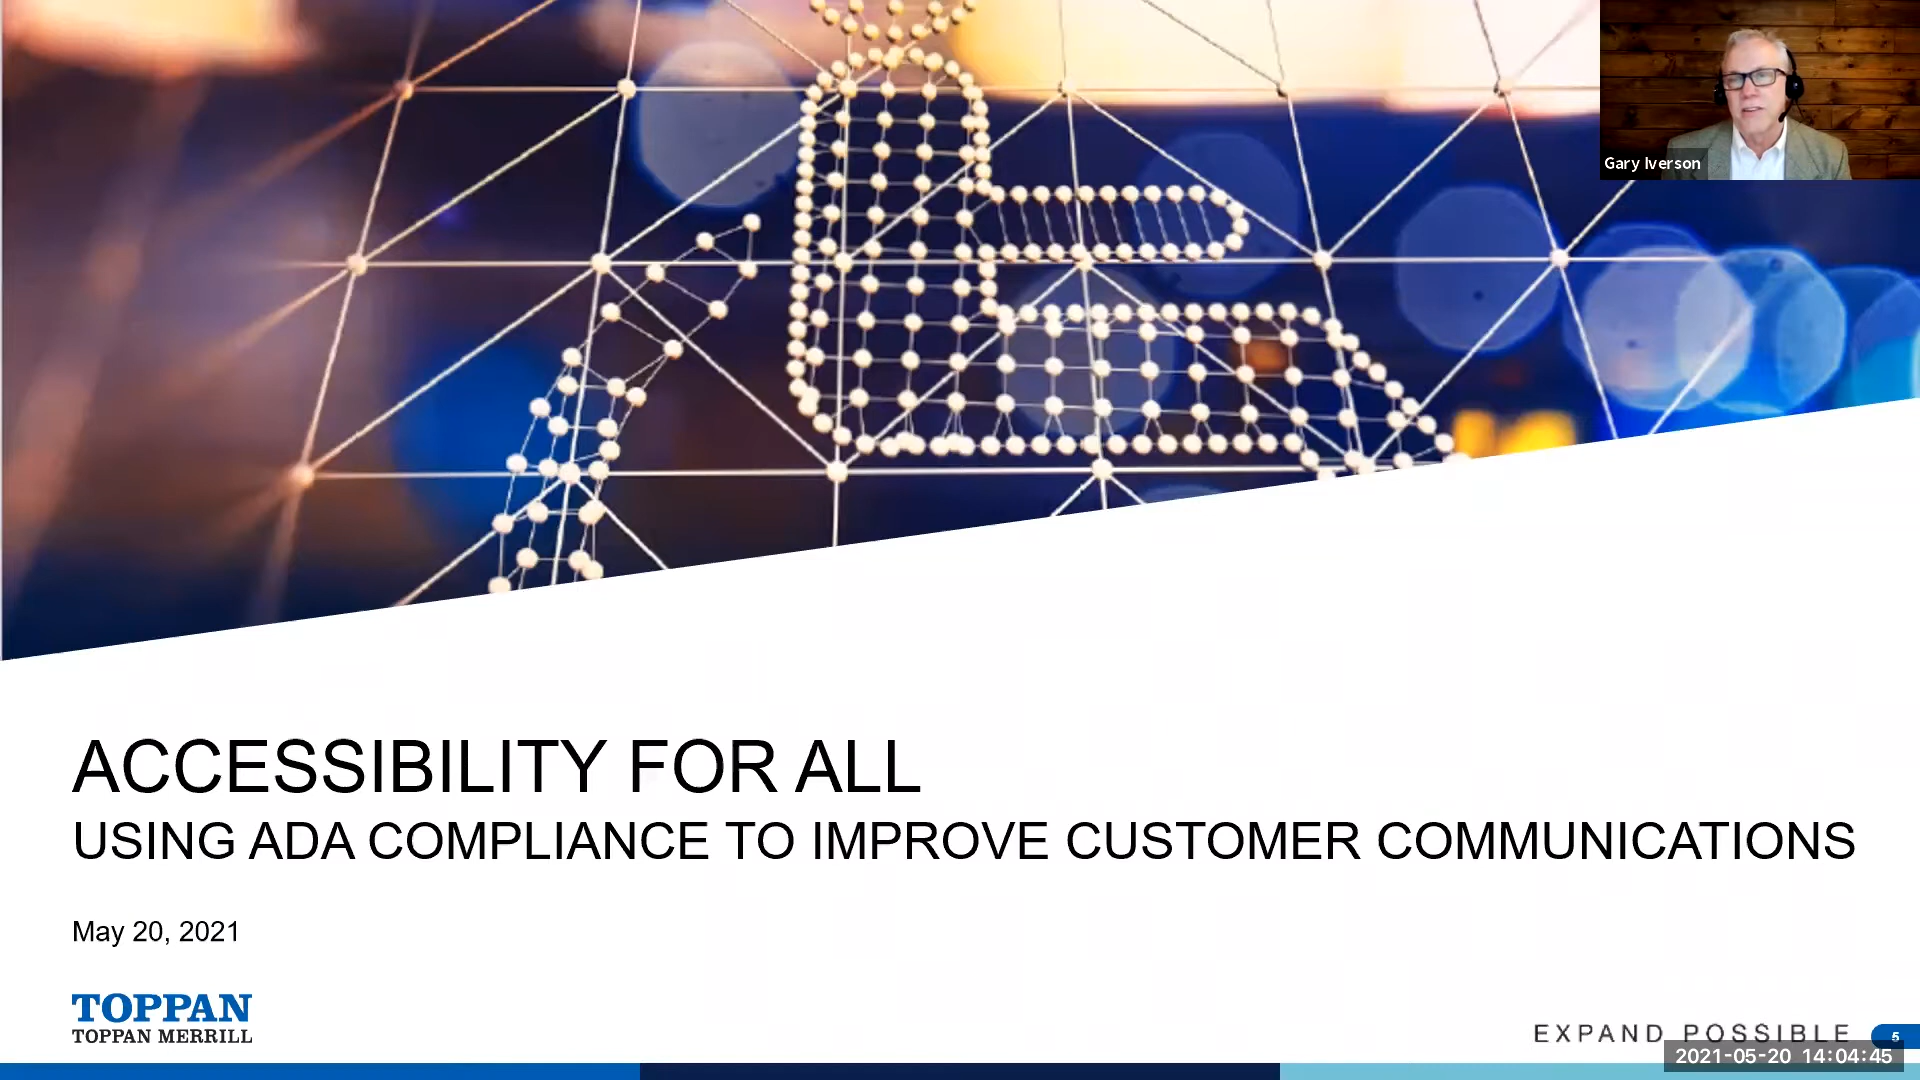 Gary Iverson
ACCESSIBILITY FOR ALL
USING ADA COMPLIANCE TO IMPROVE CUSTOMER COMMUNICATIONS
May 20, 2021
TOPPAN
TOPPAN MERRILL
EXPAND POSSIBLE
5
2021-05-20 14:04:45